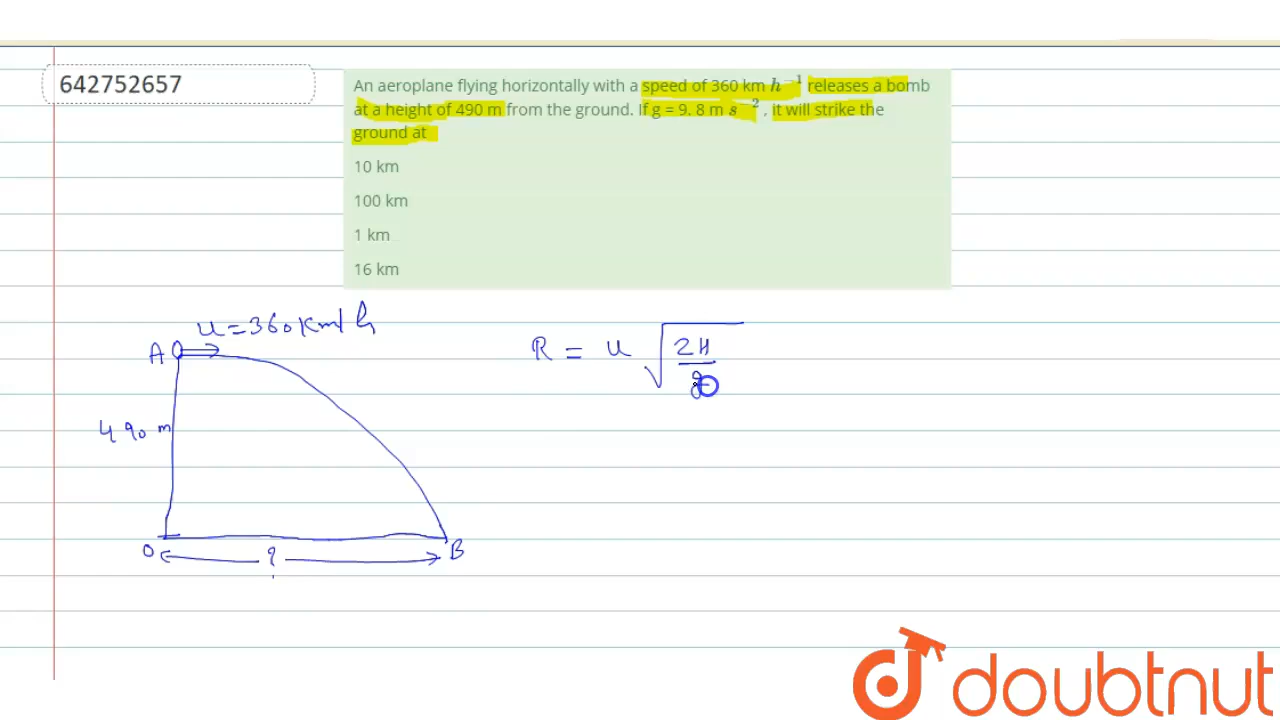 642752657
An aeroplane flying horizontally with a speed of 360 km h⁻¹ releases a bomb
at a height of 490 m from the ground. If g = 9. 8 m s⁻² , it will strike the
ground at
10 km
100 km
1 km
16 km
u = 360 km/h
A
R = u √(2H/g)
490 m
O ? B
doubtnut